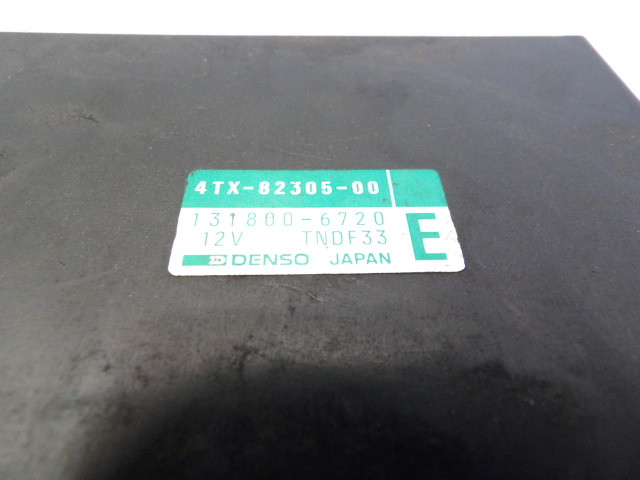 4TX-82305-00
131800-6720
12V TNDF33
E
DENSO JAPAN